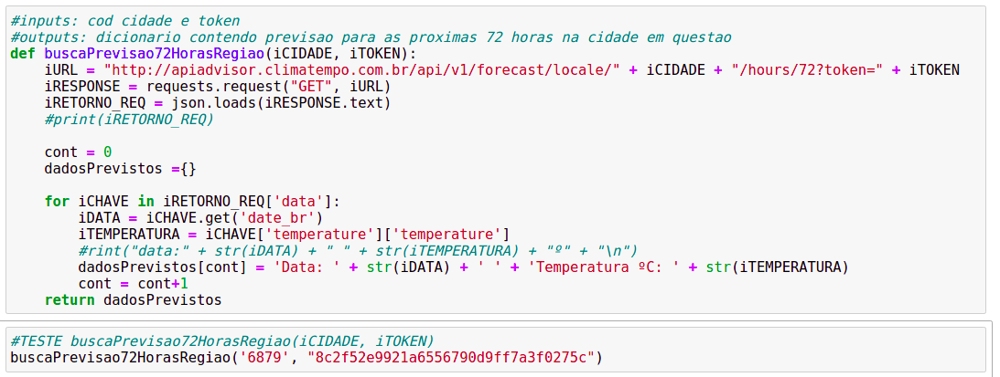 #inputs: cod cidade e token
#outputs: dicionario contendo previsao para as proximas 72 horas na cidade em questao
def buscaPrevisao72HorasRegiao(iCIDADE, iTOKEN):
    iURL = "http://apiadvisor.climatempo.com.br/api/v1/forecast/locale/" + iCIDADE + "/hours/72?token=" + iTOKEN
    iRESPONSE = requests.request("GET", iURL)
    iRETORNO_REQ = json.loads(iRESPONSE.text)
    #print(iRETORNO_REQ)
    cont = 0
    dadosPrevistos ={}
    for iCHAVE in iRETORNO_REQ['data']:
        iDATA = iCHAVE.get('date_br')
        iTEMPERATURA = iCHAVE['temperature']['temperature']
        #rint("data:" + str(iDATA) + " " + str(iTEMPERATURA) + "º" + "\n")
        dadosPrevistos[cont] = 'Data: ' + str(iDATA) + ' ' + 'Temperatura ºC: ' + str(iTEMPERATURA)
        cont = cont+1
    return dadosPrevistos
#TESTE buscaPrevisao72HorasRegiao(iCIDADE, iTOKEN)
buscaPrevisao72HorasRegiao('6879', "8c2f52e9921a6556790d9ff7a3f0275c")